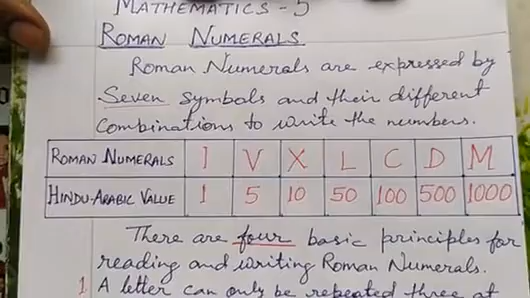 MATHEMATICS - 5
ROMAN NUMERALS
Roman Numerals are expressed by
Seven symbols and their different
combinations to write the numbers.
ROMAN NUMERALS I V X L C D M
HINDU-ARABIC VALUE 1 5 10 50 100 500 1000
There are four basic principles for
reading and writing Roman Numerals.
1 A letter can only be repeated three at